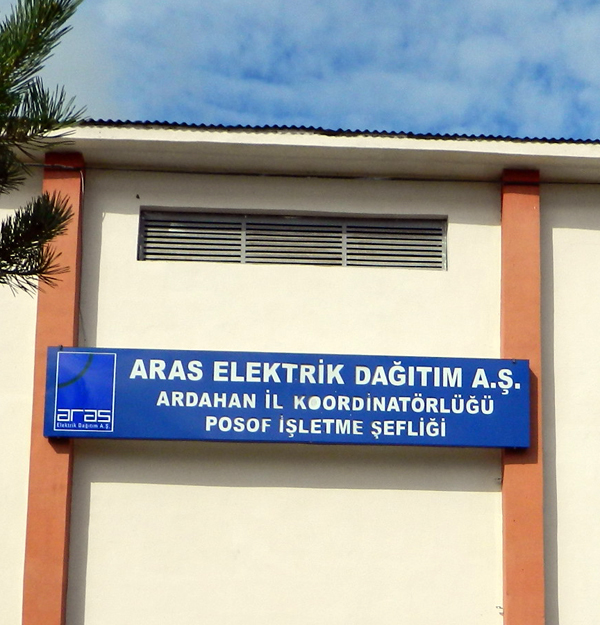 ARAS ELEKTRİK DAĞITIM A.Ş.
ARDAHAN İL KOORDİNATÖRLÜĞÜ
POSOF İŞLETME ŞEFLİĞİ
aras
Elektrik Dağıtım A.Ş.